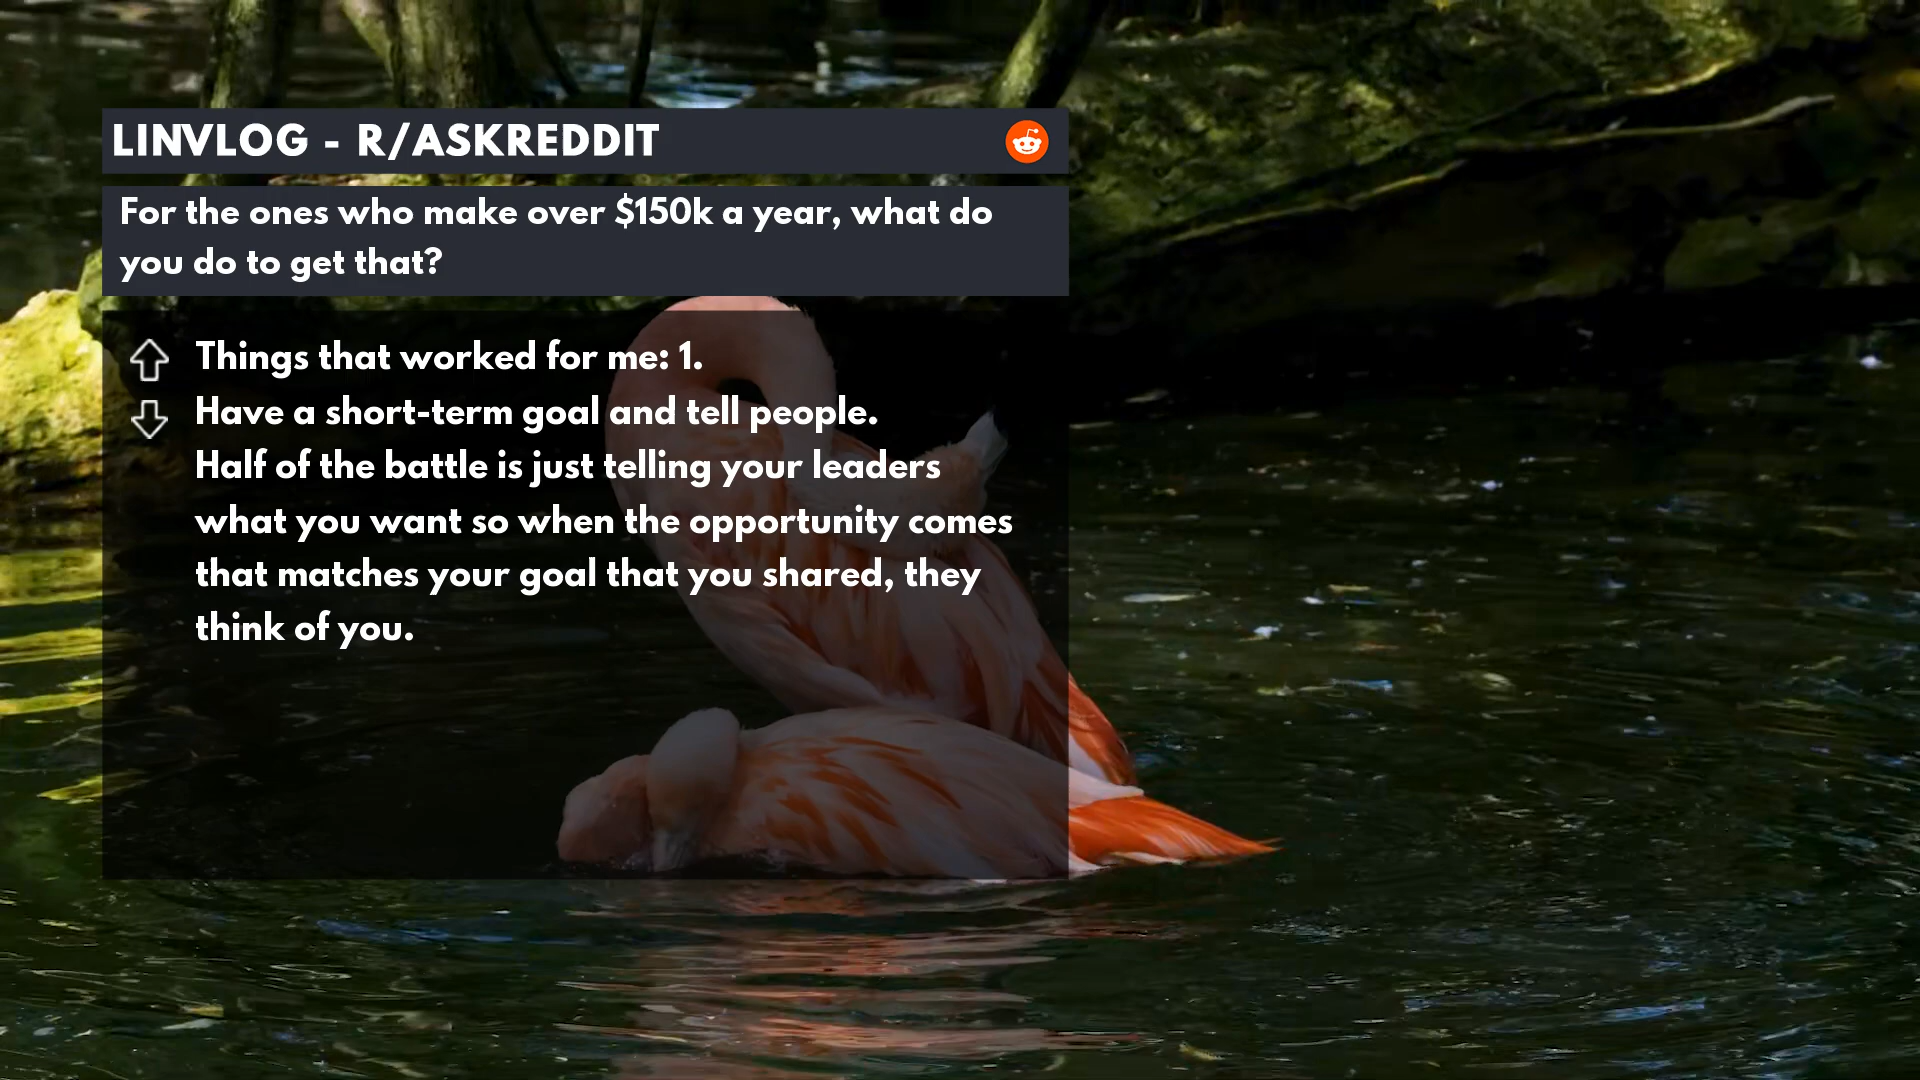 LINVLOG - R/ASKREDDIT
For the ones who make over $150k a year, what do
you do to get that?
Things that worked for me: 1.
Have a short-term goal and tell people.
Half of the battle is just telling your leaders
what you want so when the opportunity comes
that matches your goal that you shared, they
think of you.